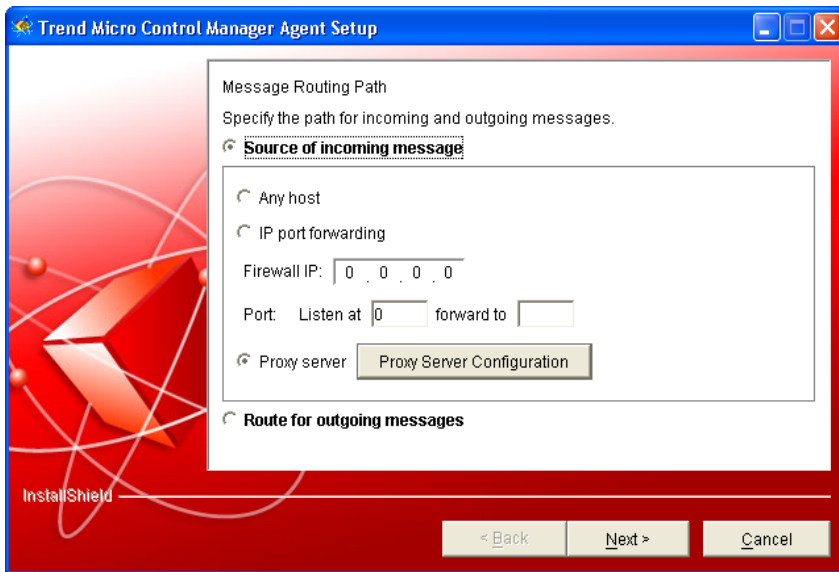 Trend Micro Control Manager Agent Setup
Message Routing Path
Specify the path for incoming and outgoing messages.
Source of incoming message
Any host
IP port forwarding
Firewall IP: 0 . 0 . 0 . 0
Port: Listen at 0 forward to
Proxy server Proxy Server Configuration
Route for outgoing messages
InstallShield
< Back Next > Cancel